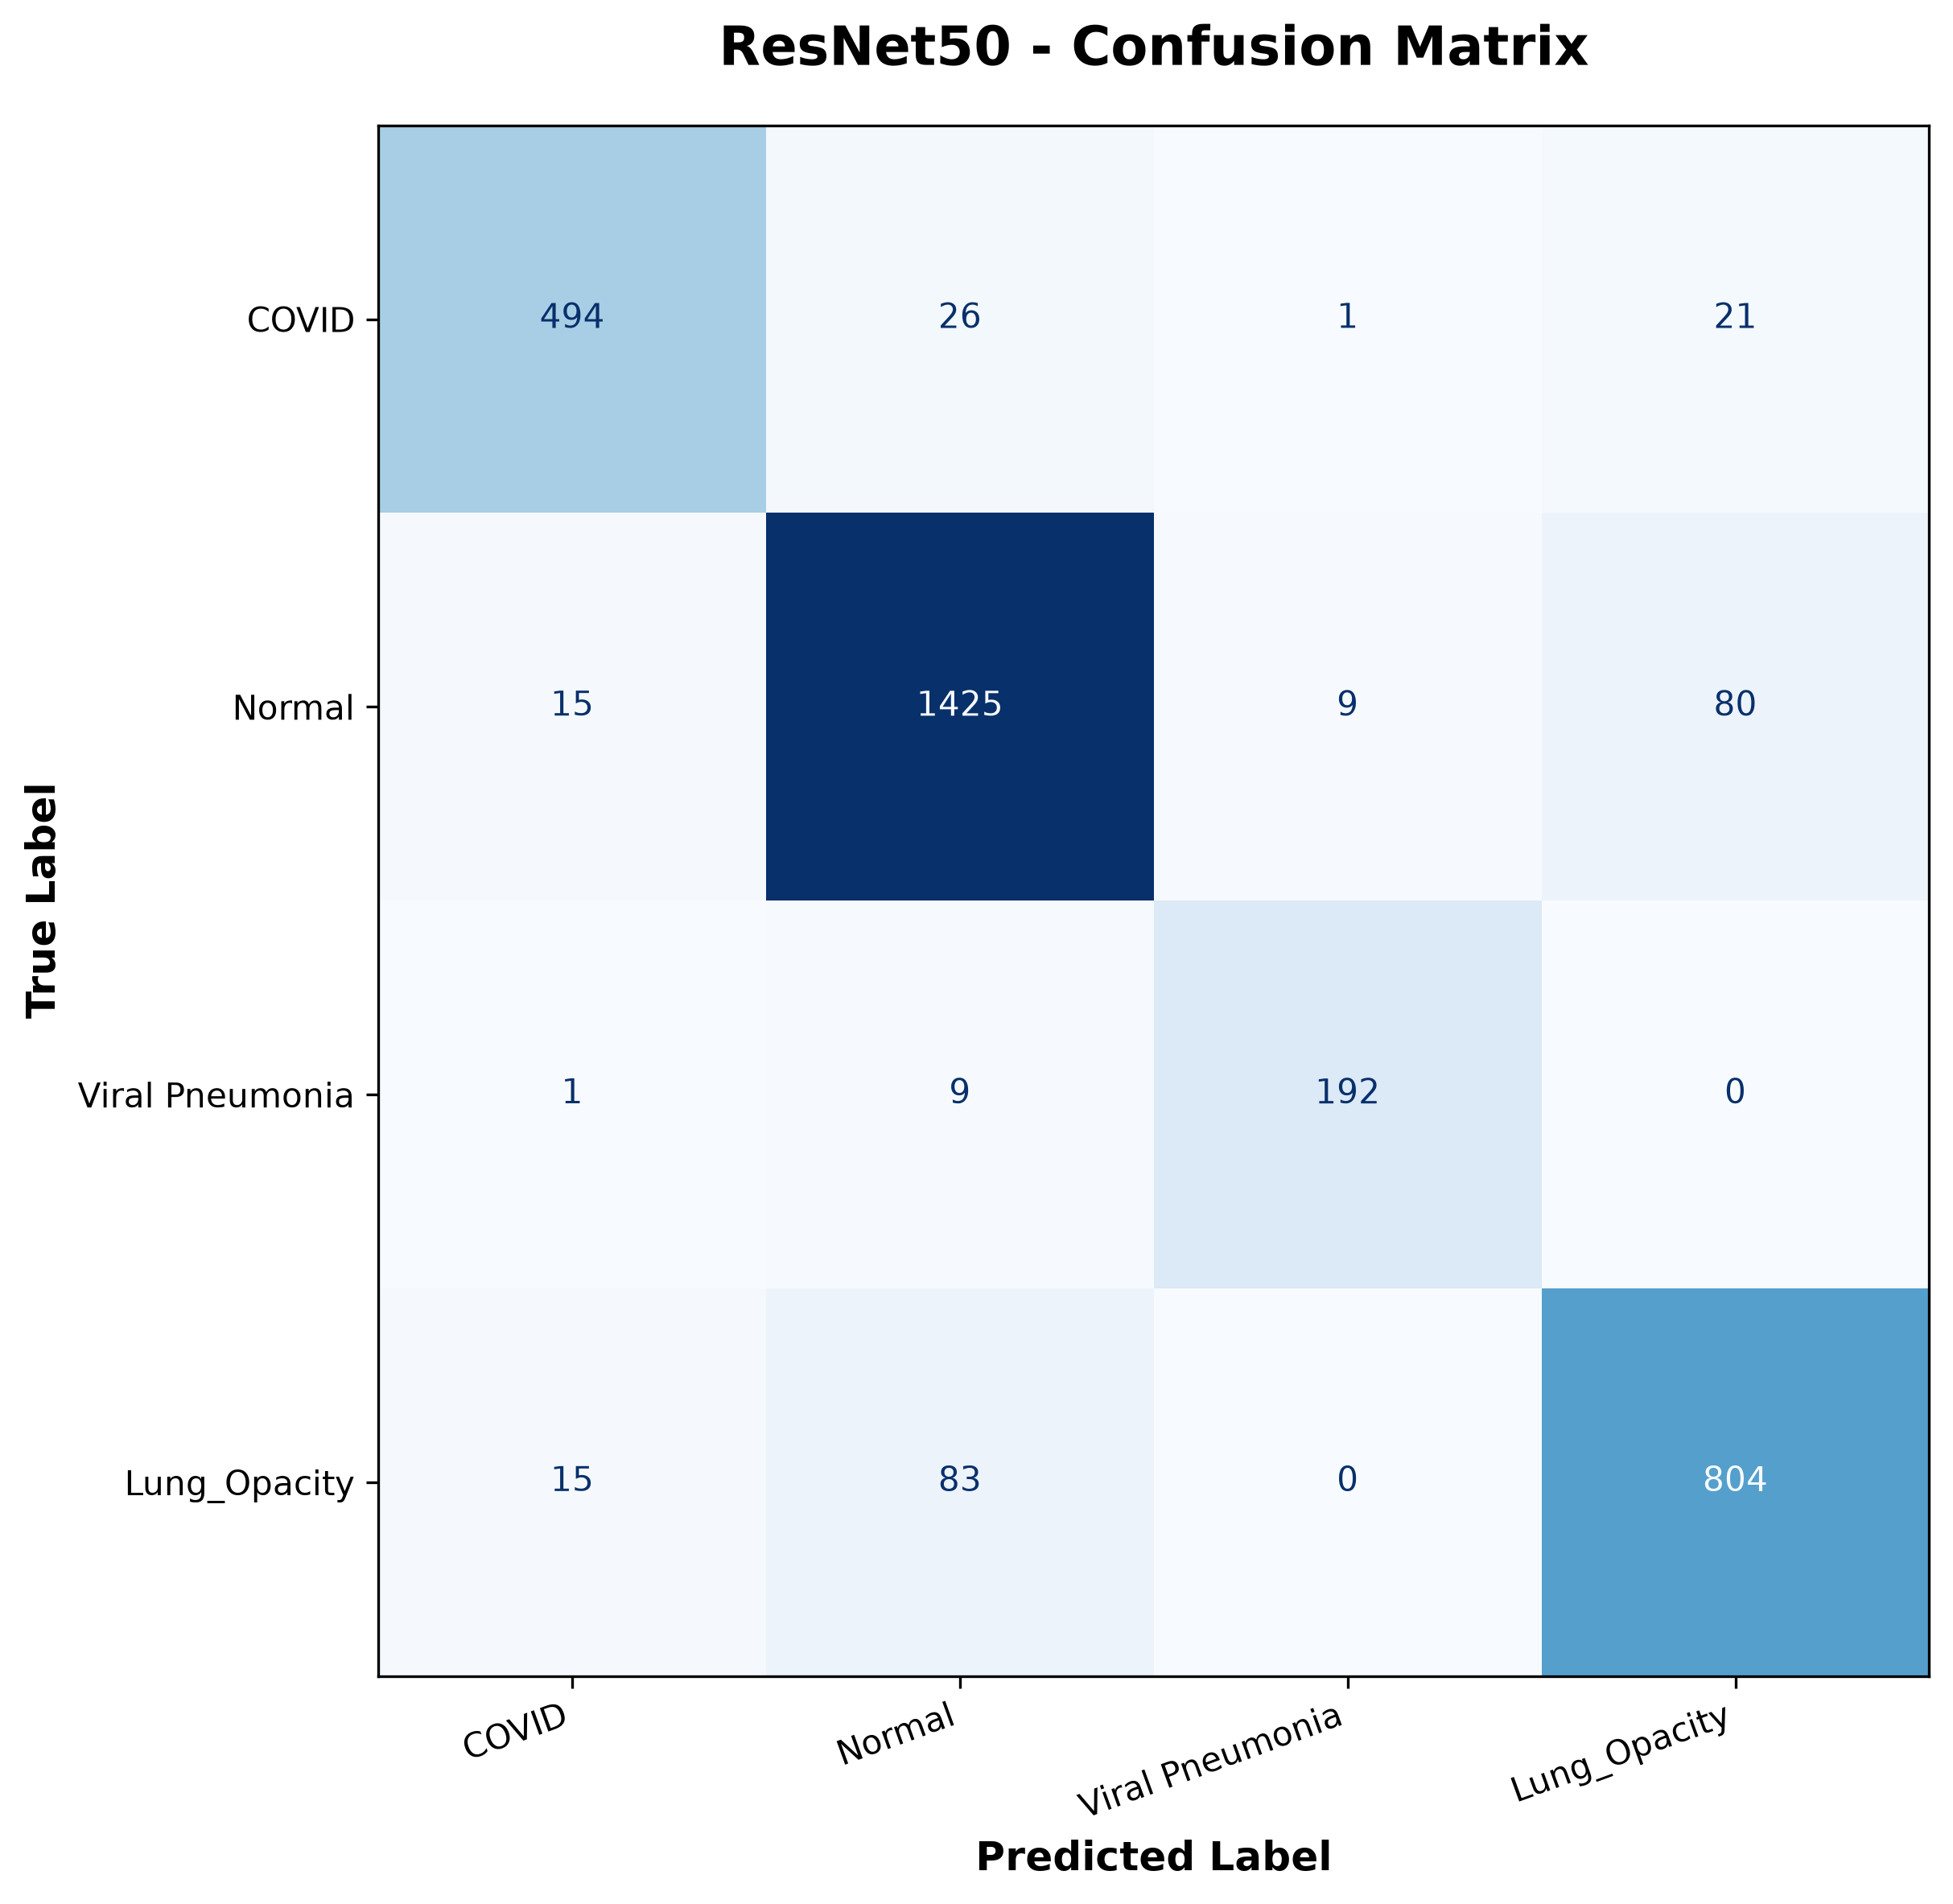 ResNet50 - Confusion Matrix
True Label
COVID 494 26 1 21
Normal 15 1425 9 80
Viral Pneumonia 1 9 192 0
Lung_Opacity 15 83 0 804
COVID Normal Viral Pneumonia Lung_Opacity
Predicted Label